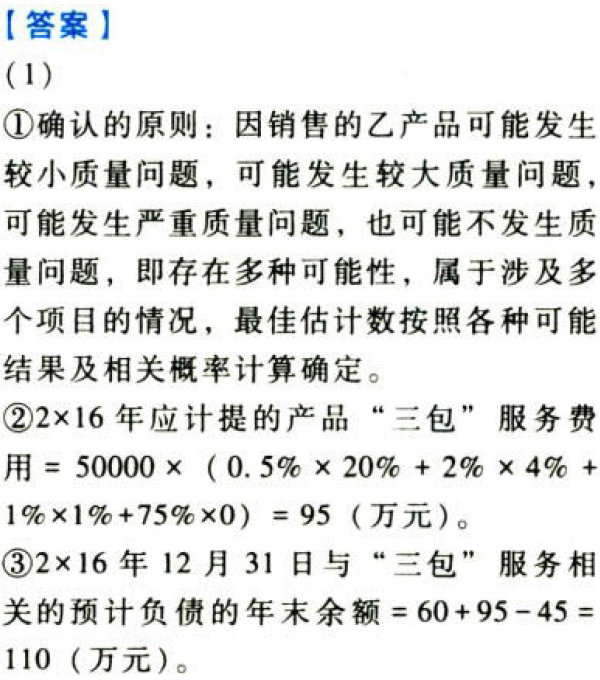 【答案】
(1)
①确认的原则：因销售的乙产品可能发生
较小质量问题，可能发生较大质量问题，
可能发生严重质量问题，也可能不发生质
量问题，即存在多种可能性，属于涉及多
个项目的情况，最佳估计数按照各种可能
结果及相关概率计算确定。
②2×16 年应计提的产品“三包”服务费
用 = 50000 ×（0.5% × 20% + 2% × 4% +
1%×1%+75%×0）= 95（万元）。
③2×16 年 12 月 31 日与“三包”服务相
关的预计负债的年末余额 = 60 + 95 - 45 =
110（万元）。